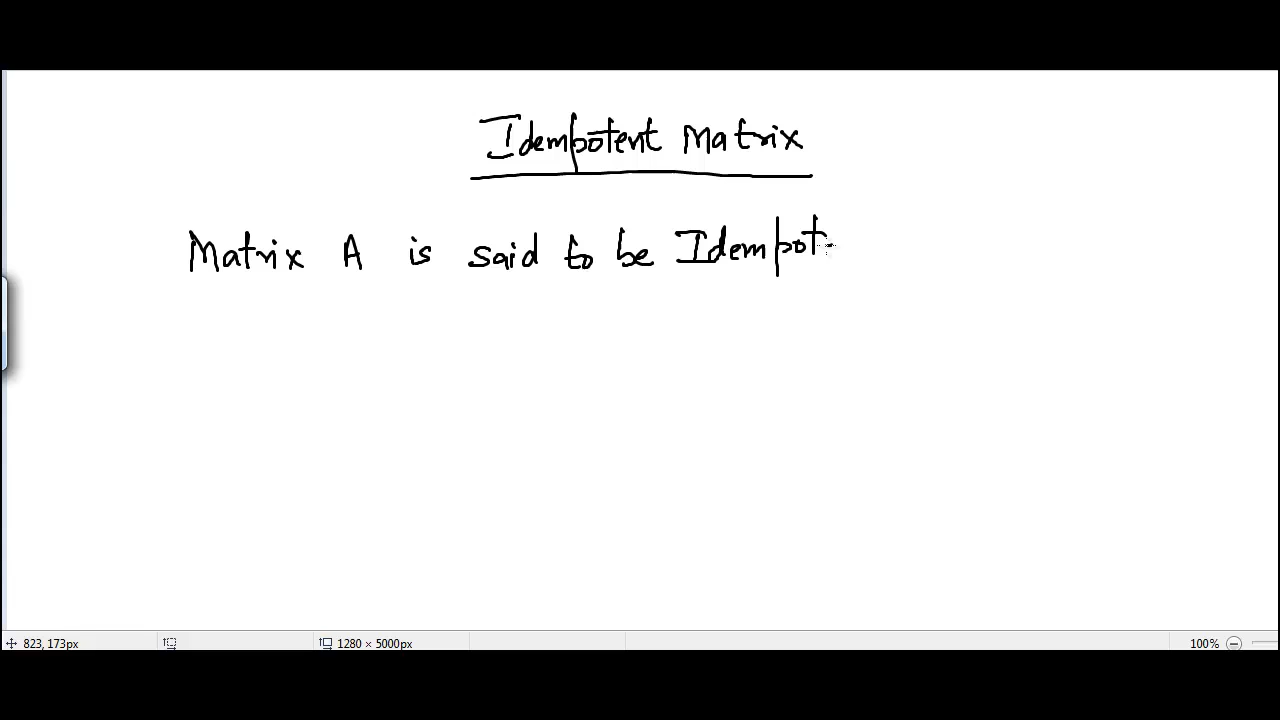 Idempotent Matrix
Matrix A is said to be Idempot
823, 173px 1280 × 5000px 100%